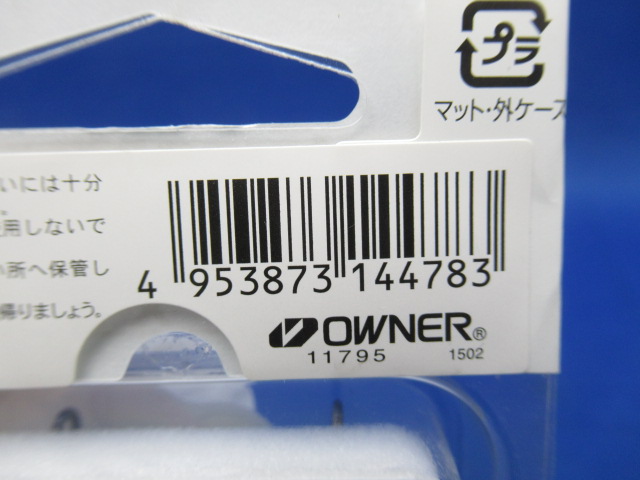 プラ
マット・外ケース
いには十分
用しないで
い所へ保管し
帰りましょう。
4 953873 144783
OWNER®
11795 1502